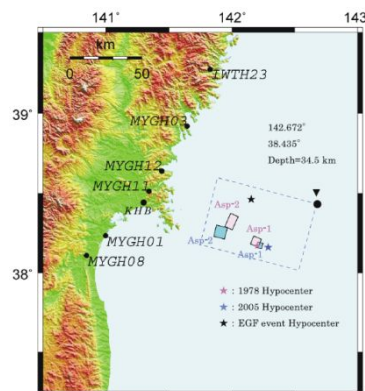 141° 142° 143
km
0 50
IWTH23
39°
MYGH03
142.672°
38.435°
Depth=34.5 km
MYGH12
MYGH11
KHB
Asp-2
Asp-1
Asp-2
MYGH01
Asp-1
38°
MYGH08
★ : 1978 Hypocenter
★ : 2005 Hypocenter
★ : EGF event Hypocenter